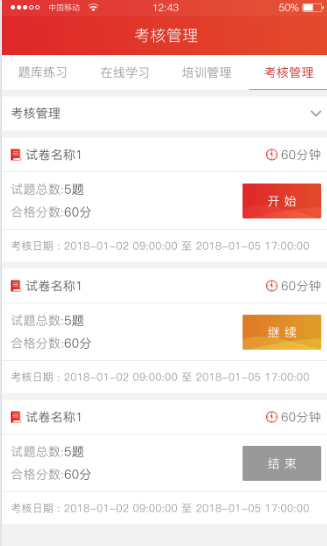 中国移动 12:43 50%
考核管理
题库练习 在线学习 培训管理 考核管理
考核管理
试卷名称1 60分钟
试题总数:5题
合格分数:60分
开 始
考核日期：2018-01-02 09:00:00 至 2018-01-05 17:00:00
试卷名称1 60分钟
试题总数:5题
合格分数:60分
继 续
考核日期：2018-01-02 09:00:00 至 2018-01-05 17:00:00
试卷名称1 60分钟
试题总数:5题
合格分数:60分
结 束
考核日期：2018-01-02 09:00:00 至 2018-01-05 17:00:00